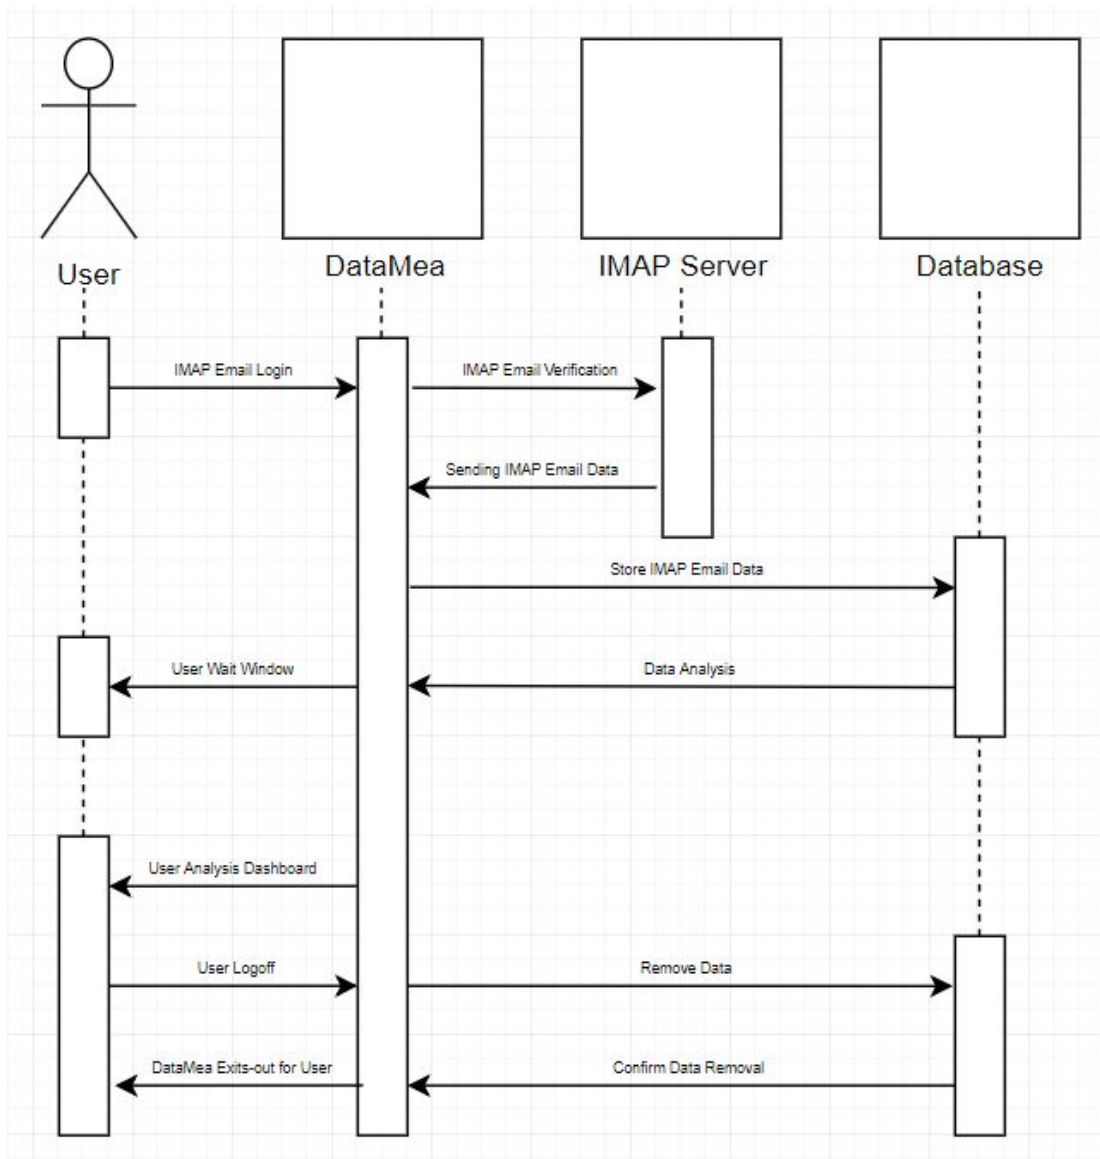 User
DataMea
IMAP Server
Database
IMAP Email Login
IMAP Email Verification
Sending IMAP Email Data
Store IMAP Email Data
User Wait Window
Data Analysis
User Analysis Dashboard
User Logoff
Remove Data
DataMea Exits-out for User
Confirm Data Removal